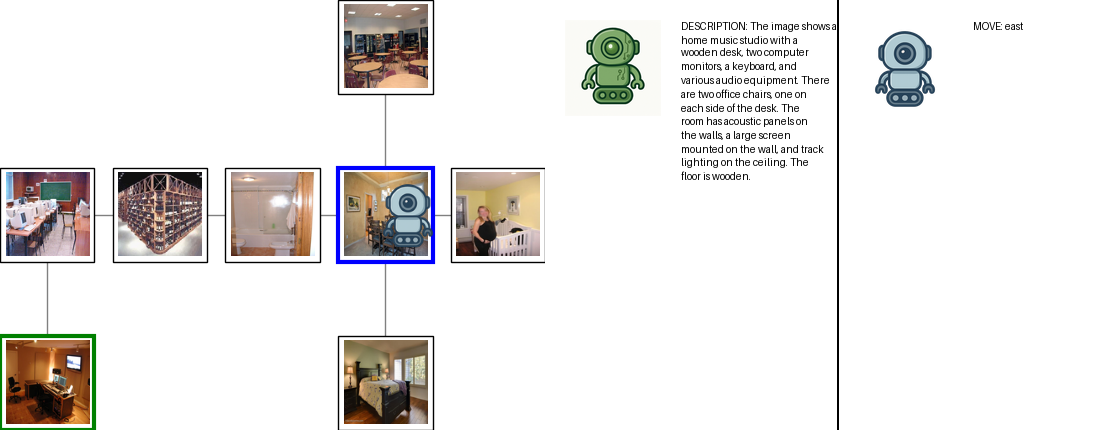 DESCRIPTION: The image shows a
home music studio with a
wooden desk, two computer
monitors, a keyboard, and
various audio equipment. There
are two office chairs, one on
each side of the desk. The
room has acoustic panels on
the walls, a large screen
mounted on the wall, and track
lighting on the ceiling. The
floor is wooden.
MOVE: east